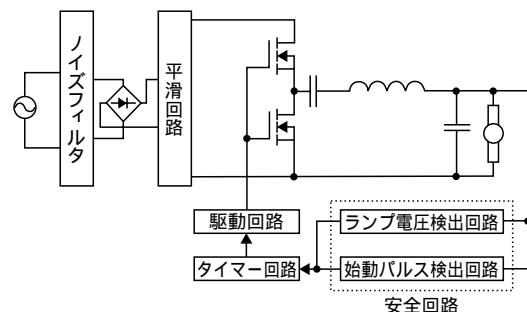 ノイズフィルタ
平滑回路
駆動回路
タイマー回路
ランプ電圧検出回路
始動パルス検出回路
安全回路